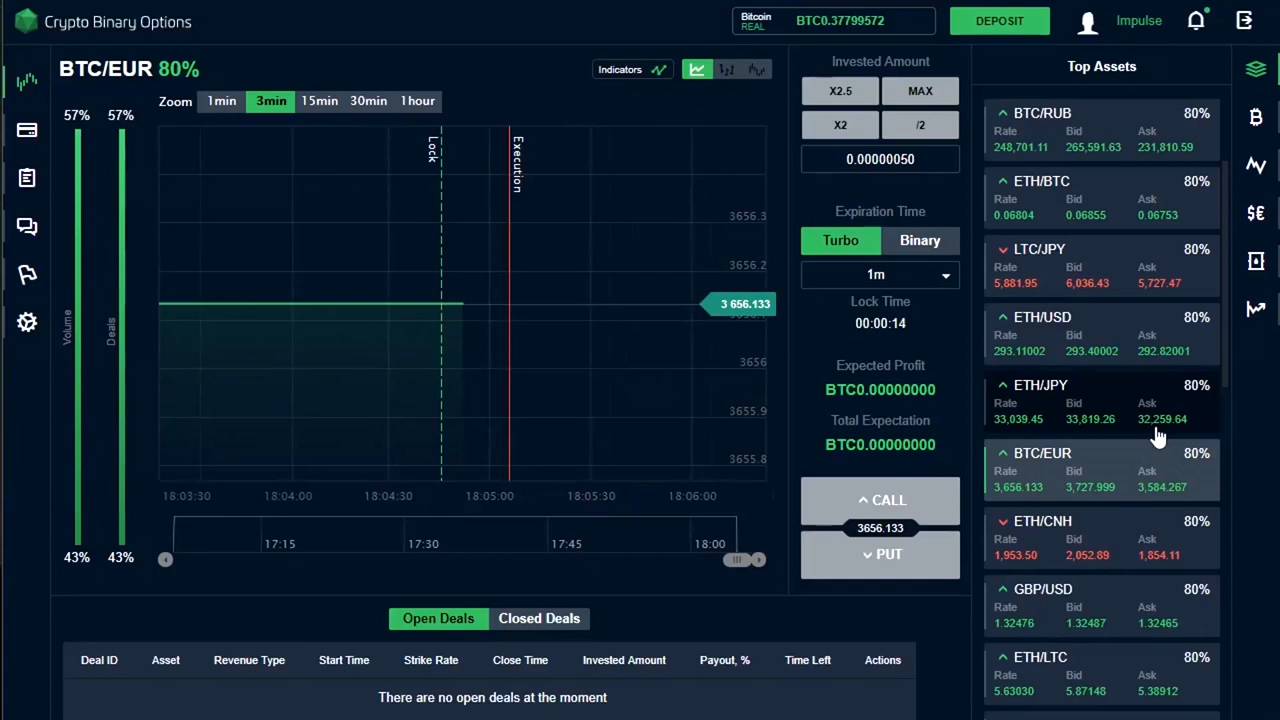 Crypto Binary Options
Bitcoin
REAL
BTC0.37799572
DEPOSIT
Impulse
BTC/EUR 80%
Indicators
Zoom 1min 3min 15min 30min 1hour
57% 57%
Volume
Deals
43% 43%
Lock
Execution
3656.3
3656.2
3 656.133
3656
3655.9
3655.8
18:03:30 18:04:00 18:04:30 18:05:00 18:05:30 18:06:00
17:15 17:30 17:45 18:00
Invested Amount
X2.5 MAX
X2 /2
0.00000050
Expiration Time
Turbo Binary
1m
Lock Time
00:00:14
Expected Profit
BTC0.00000000
Total Expectation
BTC0.00000000
CALL
3656.133
PUT
Top Assets
BTC/RUB 80%
Rate Bid Ask
248,701.11 265,591.63 231,810.59
ETH/BTC 80%
Rate Bid Ask
0.06804 0.06855 0.06753
LTC/JPY 80%
Rate Bid Ask
5,881.95 6,036.43 5,727.47
ETH/USD 80%
Rate Bid Ask
293.11002 293.40002 292.82001
ETH/JPY 80%
Rate Bid Ask
33,039.45 33,819.26 32,259.64
BTC/EUR 80%
Rate Bid Ask
3,656.133 3,727.999 3,584.267
ETH/CNH 80%
Rate Bid Ask
1,953.50 2,052.89 1,854.11
GBP/USD 80%
Rate Bid Ask
1.32476 1.32487 1.32465
ETH/LTC 80%
Rate Bid Ask
5.63030 5.87148 5.38912
Open Deals Closed Deals
Deal ID Asset Revenue Type Start Time Strike Rate Close Time Invested Amount Payout, % Time Left Actions
There are no open deals at the moment